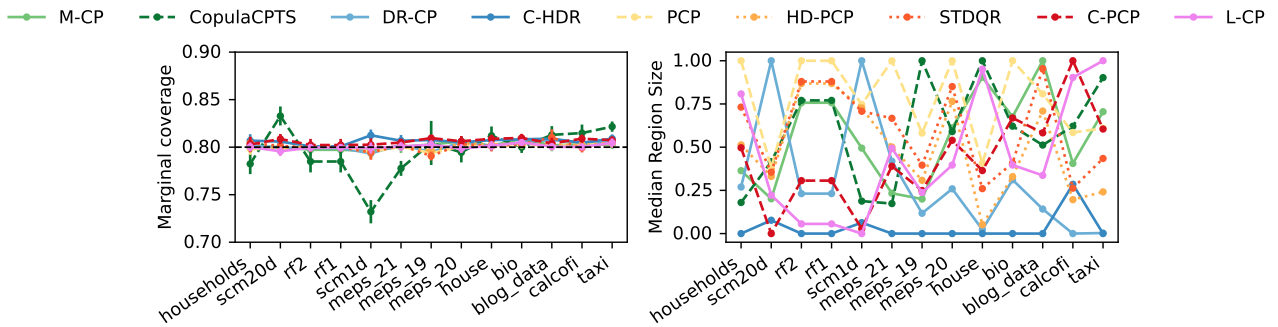 M-CP CopulaCPTS DR-CP C-HDR PCP HD-PCP STDQR C-PCP L-CP
Marginal coverage
0.90
0.85
0.80
0.75
0.70
households scm20d rf2 rf1 scm1d meps_21 meps_19 meps_20 house bio blog_data calcofi taxi
Median Region Size
1.00
0.75
0.50
0.25
0.00
households scm20d rf2 rf1 scm1d meps_21 meps_19 meps_20 house bio blog_data calcofi taxi